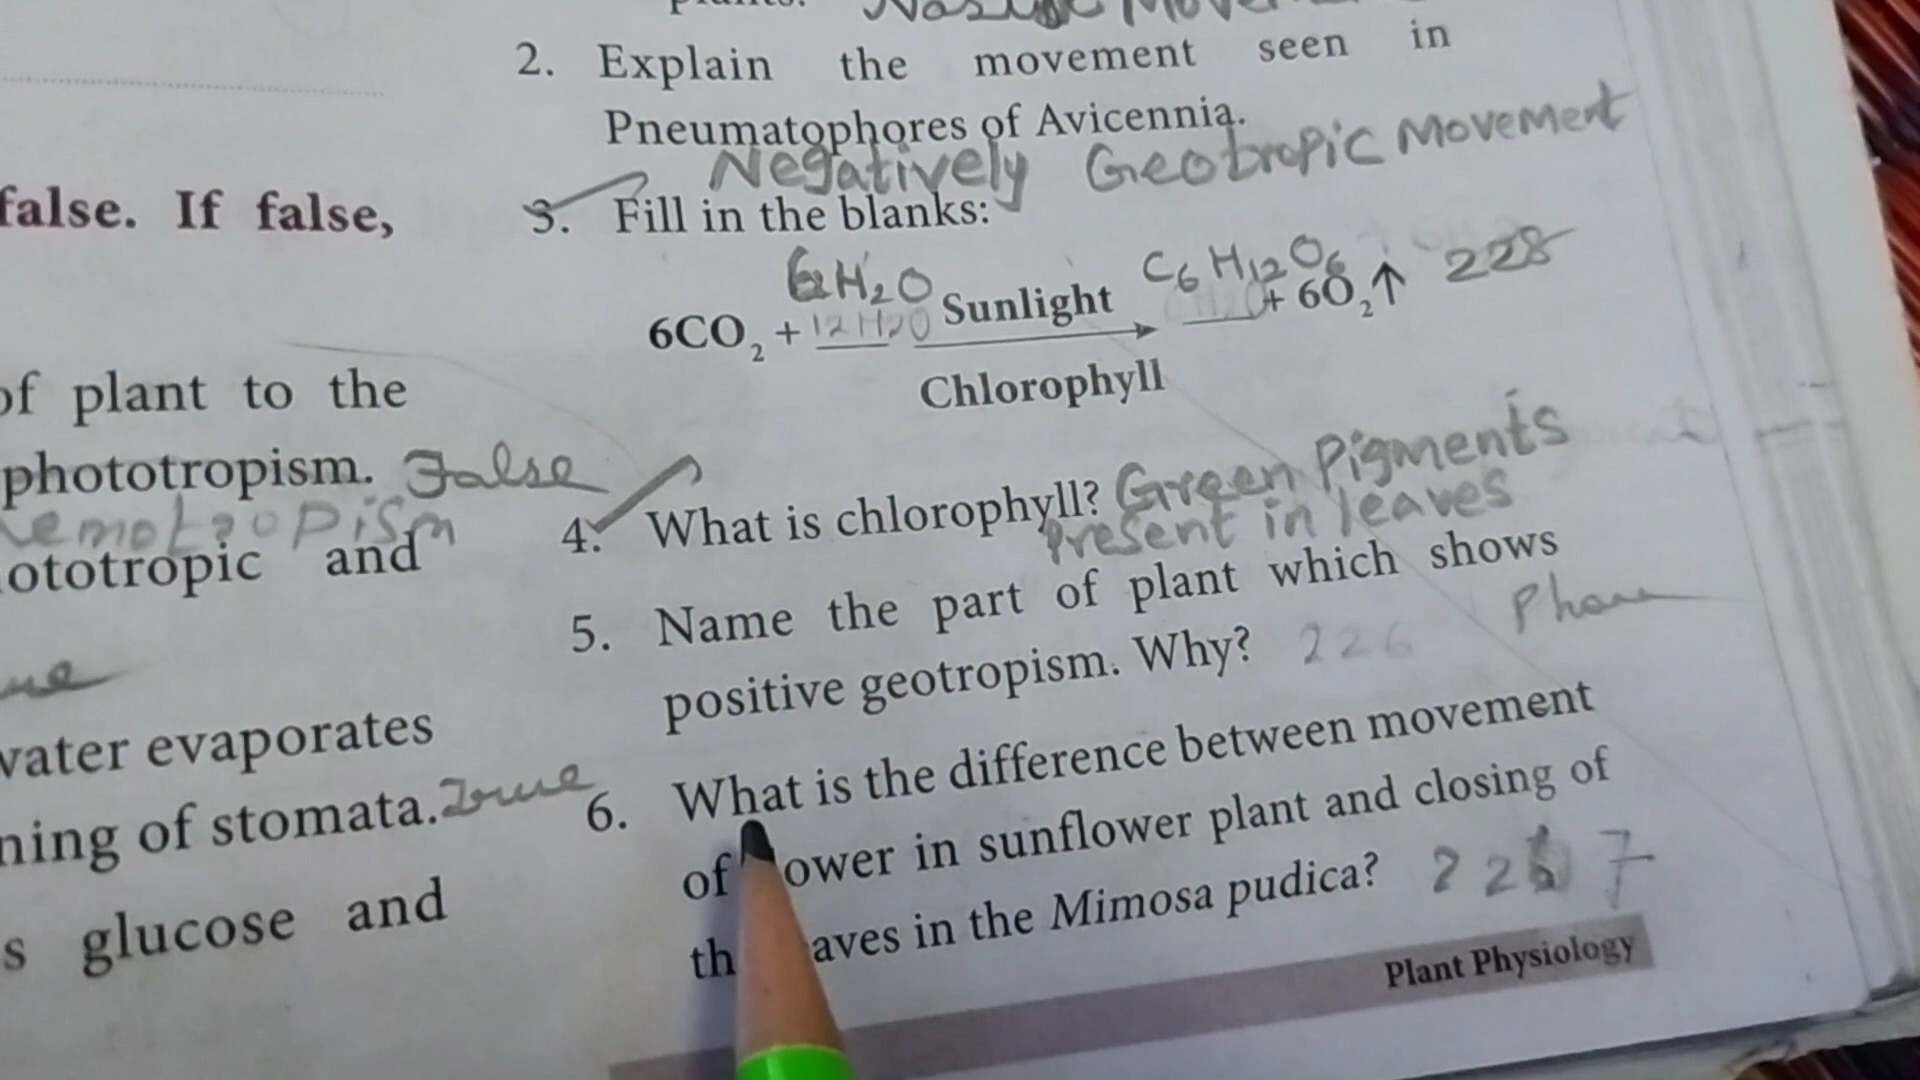 false. If false,
of plant to the
phototropism. False
emotropism
ototropic and
ue
water evaporates
ning of stomata. True
s glucose and
2. Explain the movement seen in
Pneumatophores of Avicennia.
Negatively Geotropic Movement
3. Fill in the blanks:
6H2O C6H12O6 228
6CO2 + 12H2O Sunlight + 6O2↑
Chlorophyll
4. What is chlorophyll? Green Pigments
Present in leaves
5. Name the part of plant which shows
positive geotropism. Why? 226
6. What is the difference between movement
of ower in sunflower plant and closing of
th aves in the Mimosa pudica? 7
Plant Physiology